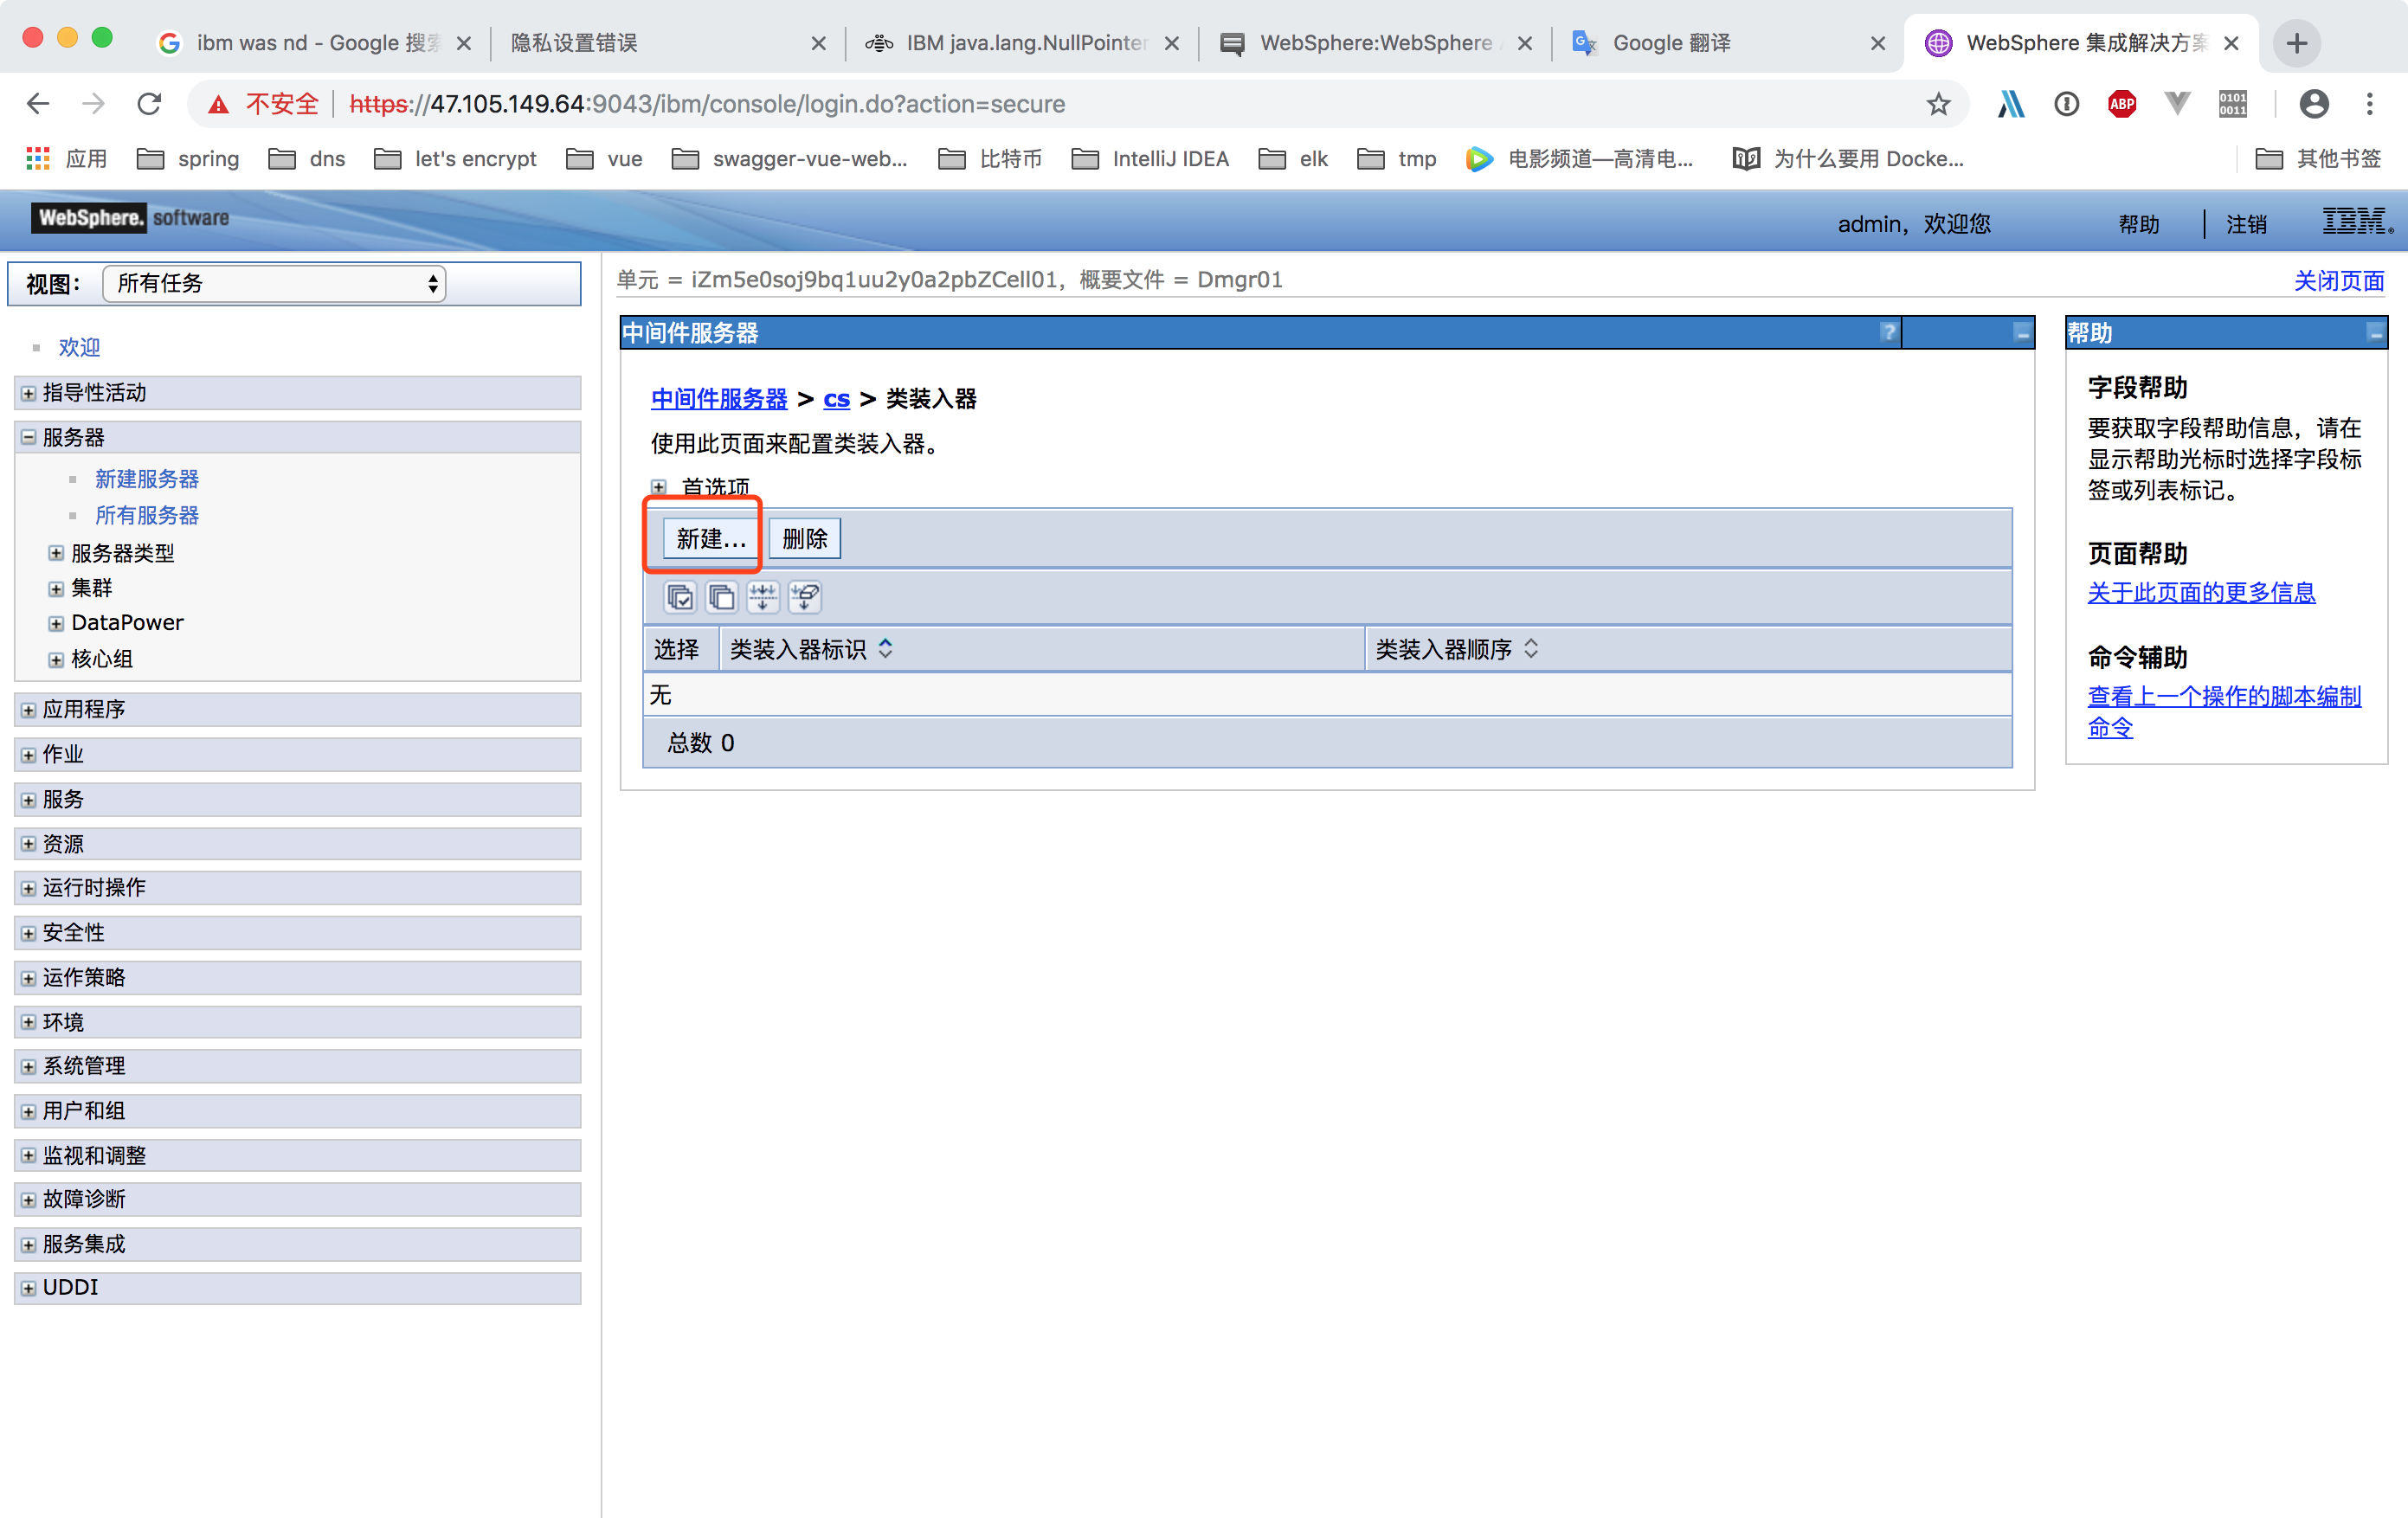 ibm was nd - Google 搜索
隐私设置错误
IBM java.lang.NullPointer
WebSphere:WebSphere
Google 翻译
WebSphere 集成解决方案
不安全 https://47.105.149.64:9043/ibm/console/login.do?action=secure
ABP
0101
0011
应用 spring dns let's encrypt vue swagger-vue-web... 比特币 IntelliJ IDEA elk tmp 电影频道—高清电... 为什么要用 Docke... 其他书签
WebSphere. software
admin，欢迎您 帮助 注销 IBM.
视图： 所有任务
单元 = iZm5e0soj9bq1uu2y0a2pbZCell01，概要文件 = Dmgr01
关闭页面
欢迎
指导性活动
服务器
新建服务器
所有服务器
服务器类型
集群
DataPower
核心组
应用程序
作业
服务
资源
运行时操作
安全性
运作策略
环境
系统管理
用户和组
监视和调整
故障诊断
服务集成
UDDI
中间件服务器 ?
中间件服务器 > cs > 类装入器
使用此页面来配置类装入器。
首选项
新建... 删除
选择 类装入器标识 类装入器顺序
无
总数 0
帮助
字段帮助
要获取字段帮助信息，请在
显示帮助光标时选择字段标
签或列表标记。
页面帮助
关于此页面的更多信息
命令辅助
查看上一个操作的脚本编制
命令